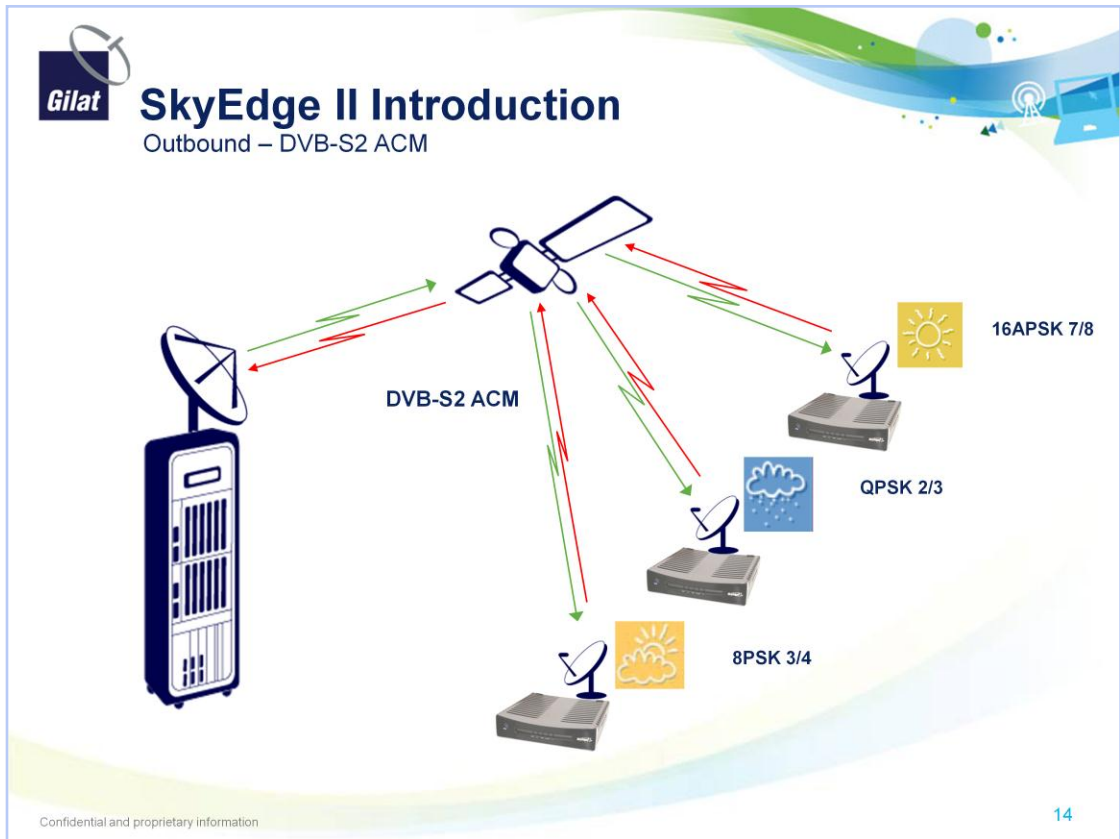 Gilat
SkyEdge II Introduction
Outbound – DVB-S2 ACM
16APSK 7/8
DVB-S2 ACM
QPSK 2/3
8PSK 3/4
Confidential and proprietary information
14